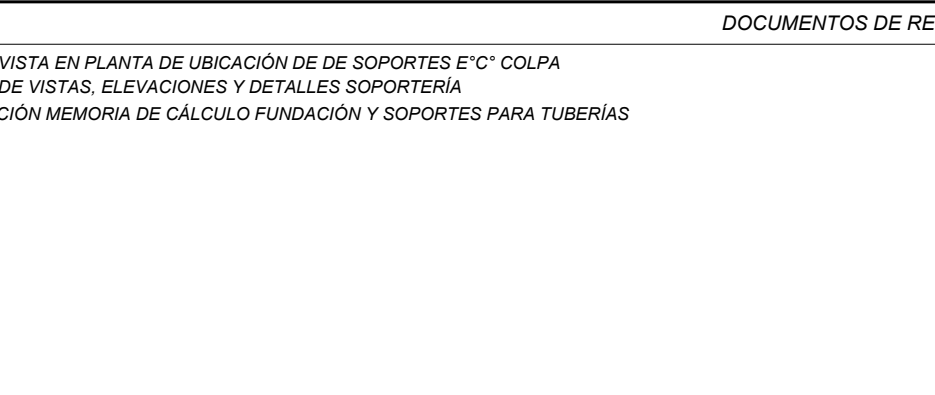 DOCUMENTOS DE RE
VISTA EN PLANTA DE UBICACIÓN DE DE SOPORTES E°C° COLPA
DE VISTAS, ELEVACIONES Y DETALLES SOPORTERÍA
CIÓN MEMORIA DE CÁLCULO FUNDACIÓN Y SOPORTES PARA TUBERÍAS